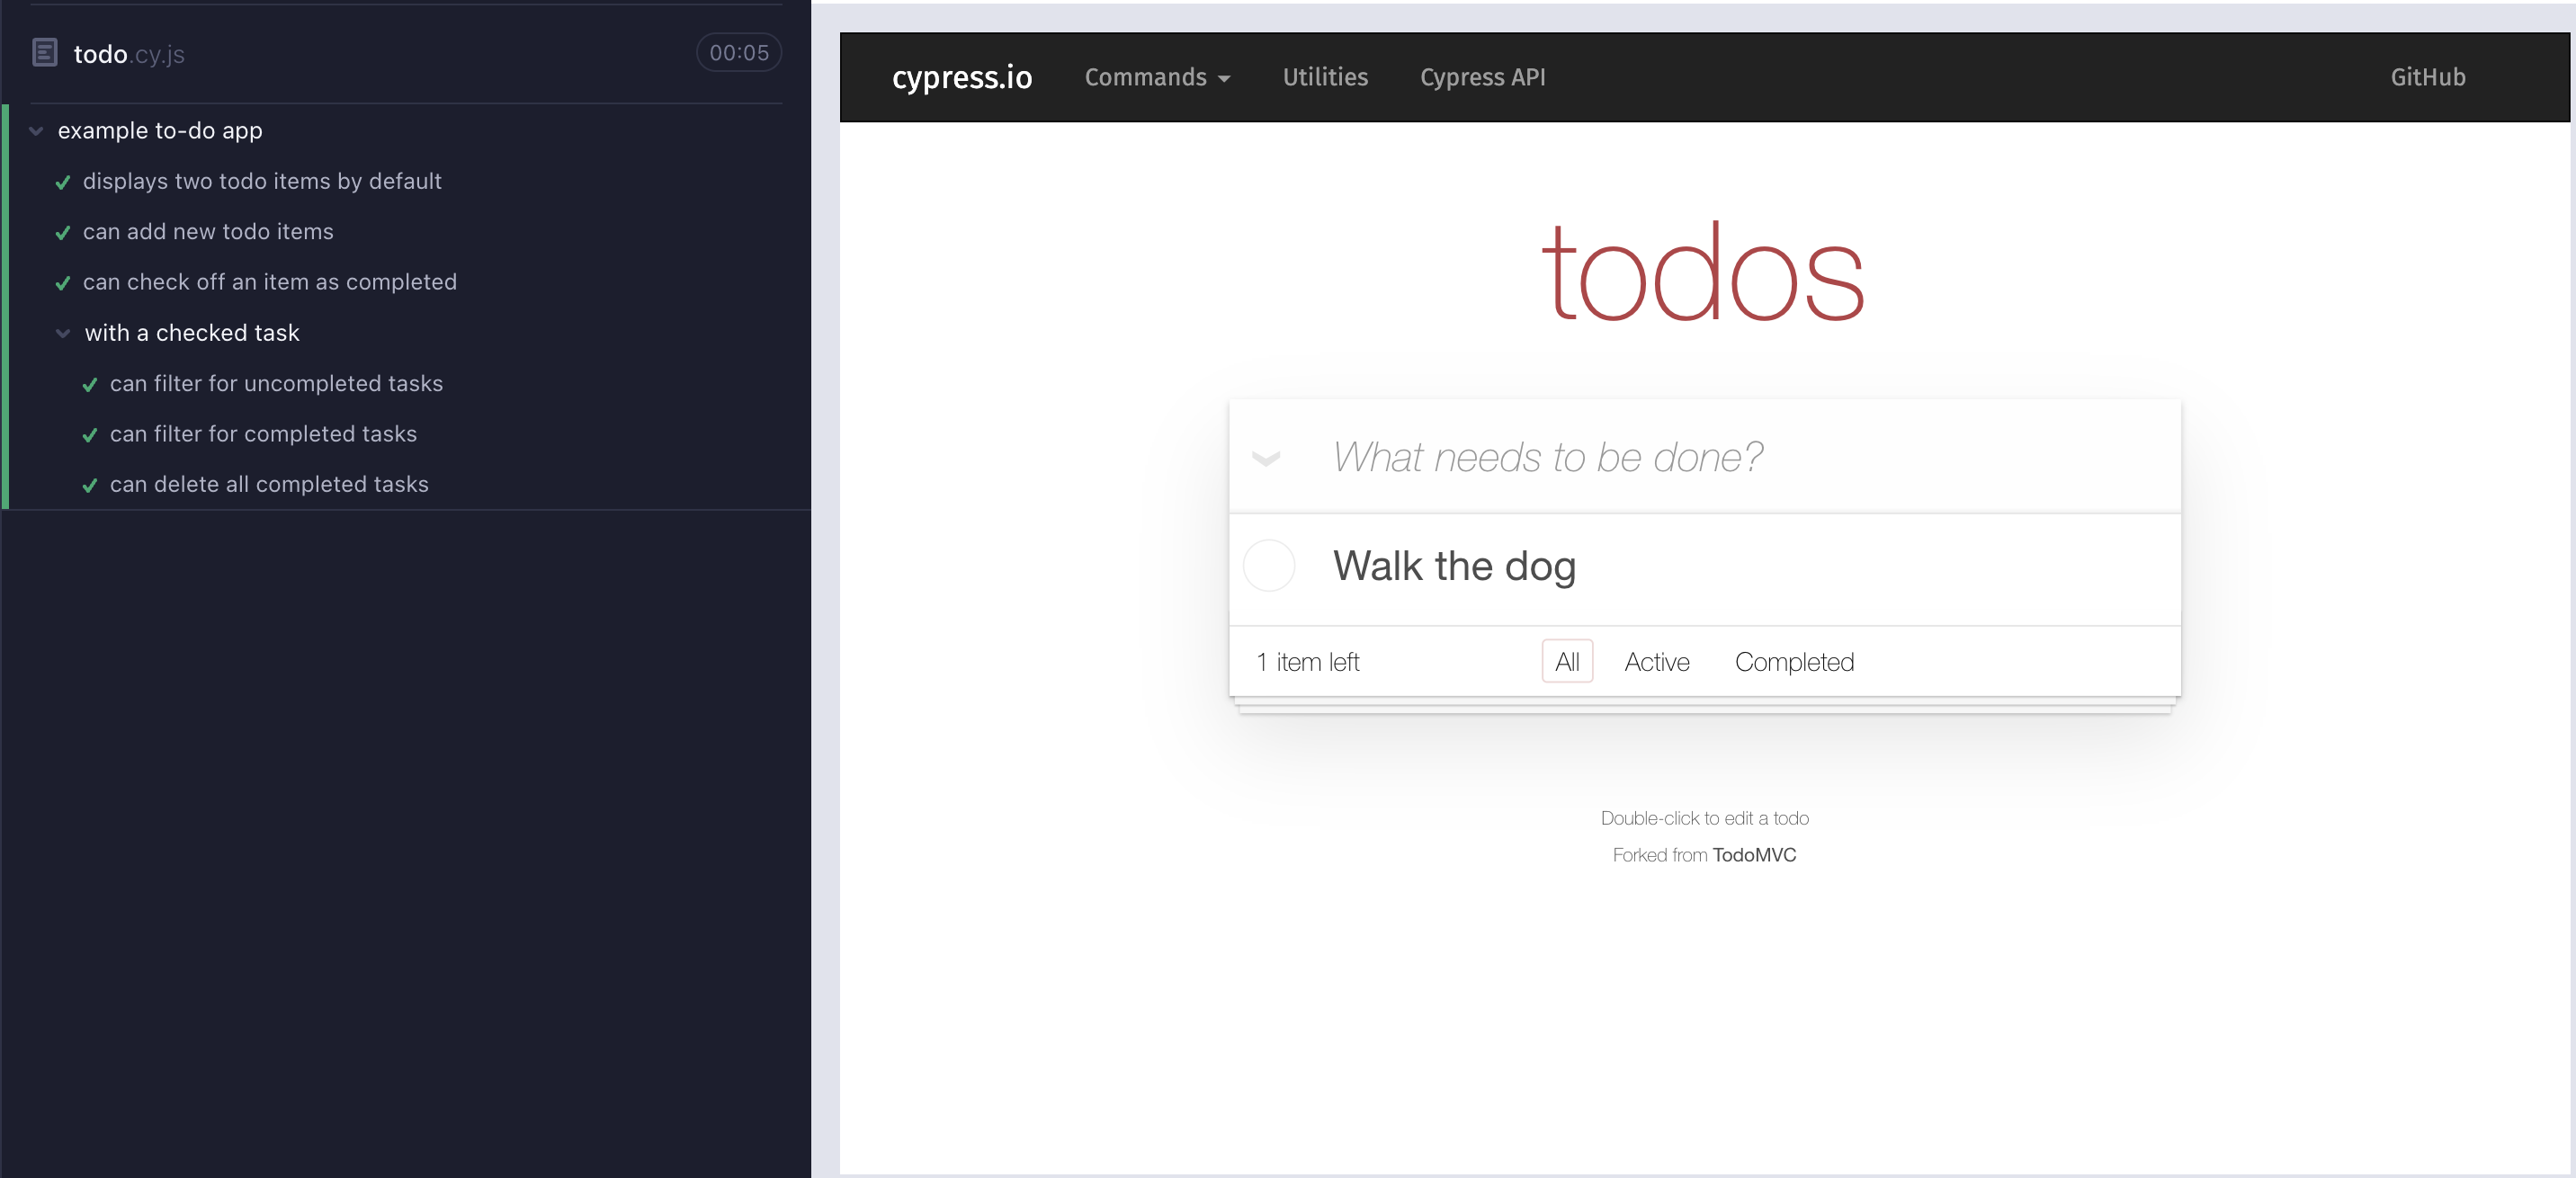 todo.cy.js 00:05
example to-do app
displays two todo items by default
can add new todo items
can check off an item as completed
with a checked task
can filter for uncompleted tasks
can filter for completed tasks
can delete all completed tasks
cypress.io Commands Utilities Cypress API GitHub
todos
What needs to be done?
Walk the dog
1 item left All Active Completed
Double-click to edit a todo
Forked from TodoMVC